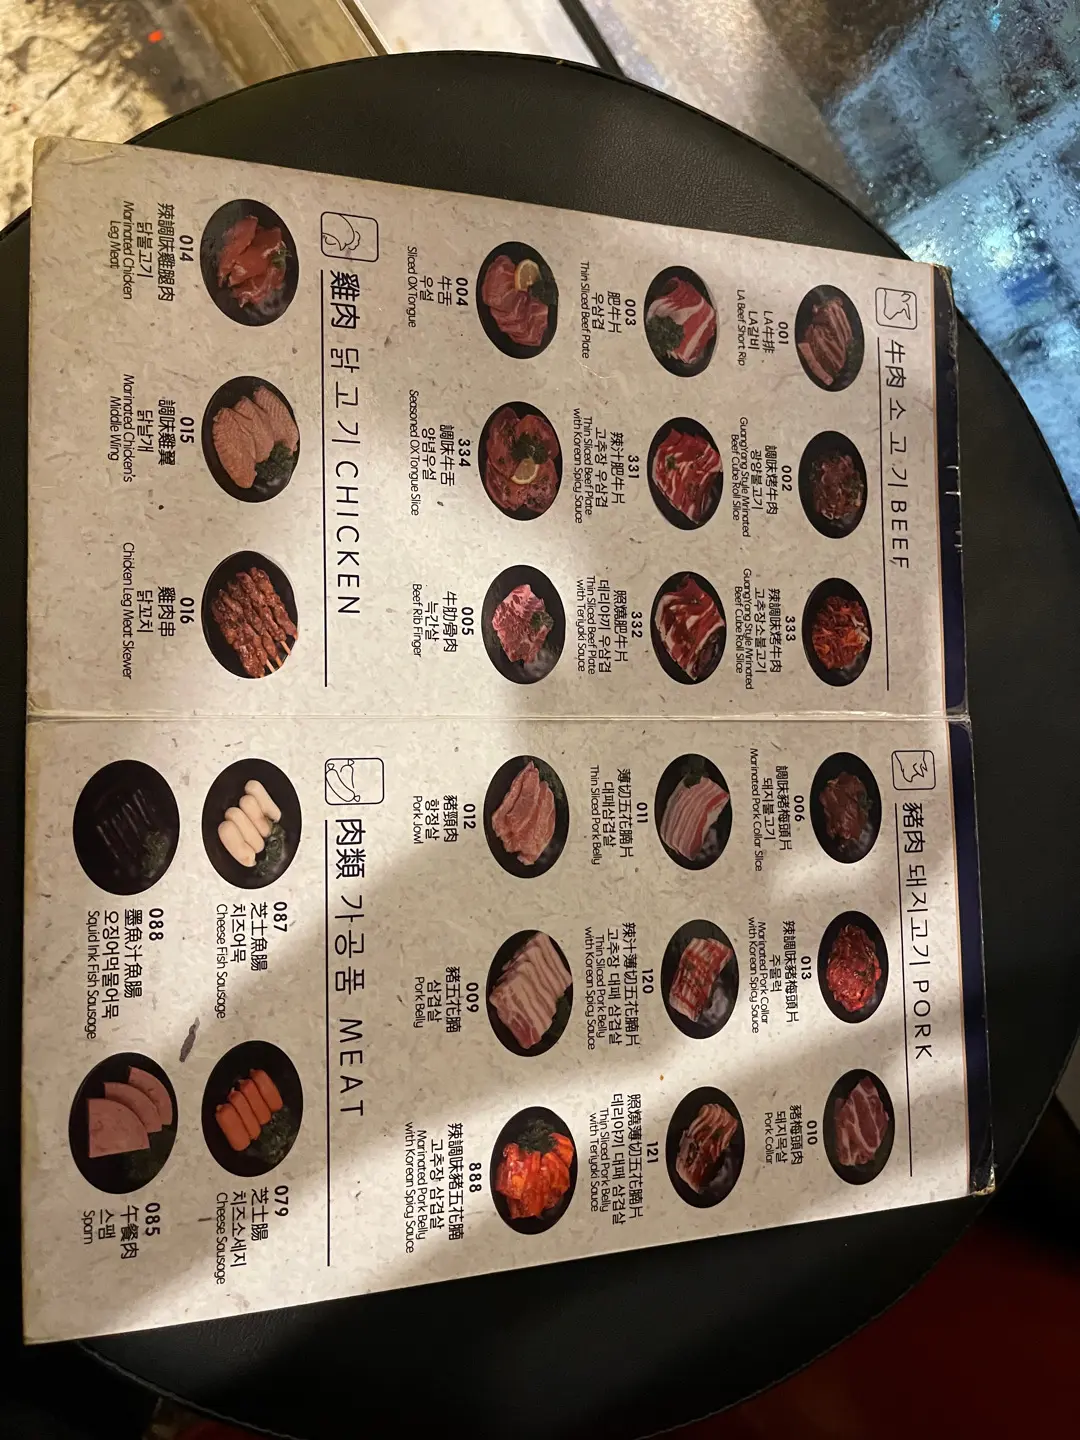 牛肉 소고기 BEEF
001
LA牛排
LA갈비
LA Beef Short Rip
002
調味烤牛肉
광양불고기
GuangYang Style Mrinated
Beef Cube Roll Slice
333
辣調味烤牛肉
고추장소불고기
GuangYang Style Mrinated
Beef Cube Roll Slice
003
肥牛片
우삼겹
Thin Sliced Beef Plate
331
辣汁肥牛片
고추장 우삼겹
Thin Sliced Beef Plate
with Korean Spicy Sauce
332
照燒肥牛片
데리야끼 우삼겹
Thin Sliced Beef Plate
with Teriyaki Sauce
004
牛舌
우설
Sliced OX Tongue
334
調味牛舌
양념우설
Seasoned OX Tongue Slice
005
牛肋骨肉
늑간살
Beef Rib Finger
雞肉 닭고기 CHICKEN
014
辣調味雞腿肉
닭불고기
Marinated Chicken
Leg Meat
015
調味雞翼
닭날개
Marinated Chicken's
Middle Wing
016
雞肉串
닭꼬치
Chicken Leg Meat Skewer
豬肉 돼지고기 PORK
006
調味豬梅頭片
돼지불고기
Marinated Pork Collar Slice
013
辣調味豬梅頭片
주물럭
Marinated Pork Collar
with Korean Spicy Sauce
010
豬梅頭肉
돼지목살
Pork Collar
011
薄切五花腩片
대패삼겹살
Thin Sliced Pork Belly
120
辣汁薄切五花腩片
고추장 대패 삼겹살
Thin Sliced Pork Belly
with Korean Spicy Sauce
121
照燒薄切五花腩片
데리야끼 대패 삼겹살
Thin Sliced Pork Belly
with Teriyaki Sauce
012
豬頸肉
항정살
Pork Jowl
009
豬五花腩
삼겹살
Pork Belly
888
辣調味豬五花腩
고추장 삼겹살
Marinated Pork Belly
with Korean Spicy Sauce
肉類 가공품 MEAT
087
芝士魚腸
치즈어묵
Cheese Fish Sausage
079
芝士腸
치즈소세지
Cheese Sausage
088
墨魚汁魚腸
오징어먹물어묵
Squid Ink Fish Sausage
085
午餐肉
스팸
Spam